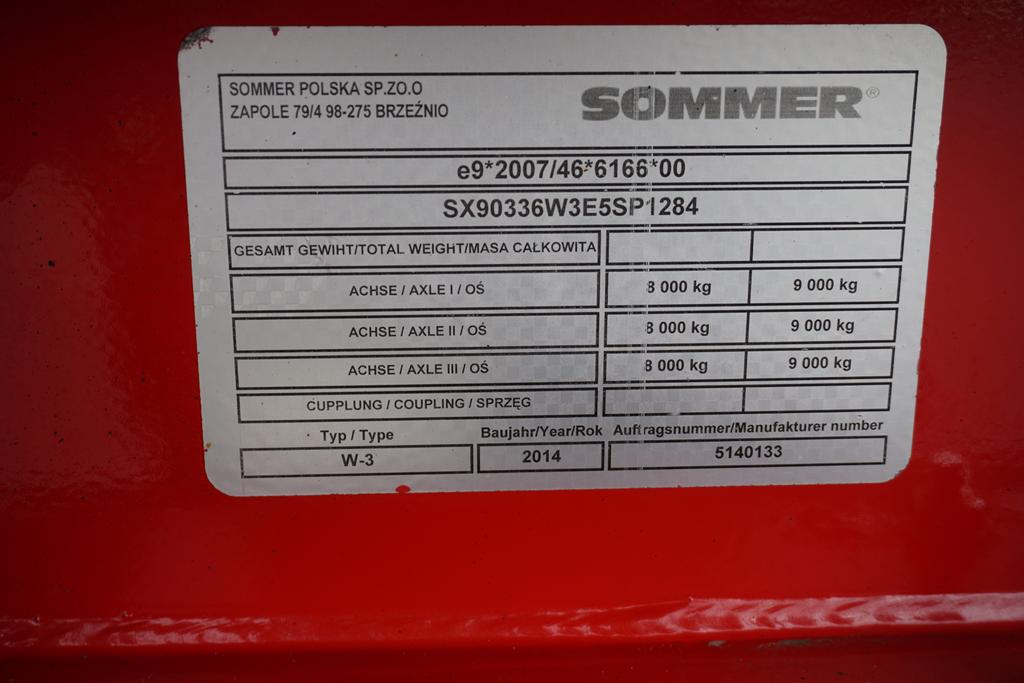 SOMMER POLSKA SP.ZO.O
ZAPOLE 79/4 98-275 BRZEŹNIO
SOMMER®
e9*2007/46*6166*00
SX90336W3E5SP1284
GESAMT GEWIHT/TOTAL WEIGHT/MASA CAŁKOWITA
ACHSE / AXLE I / OŚ 8 000 kg 9 000 kg
ACHSE / AXLE II / OŚ 8 000 kg 9 000 kg
ACHSE / AXLE III / OŚ 8 000 kg 9 000 kg
CUPPLUNG / COUPLING / SPRZĘG
Typ / Type Baujahr/Year/Rok Auftragsnummer/Manufakturer number
W-3 2014 5140133